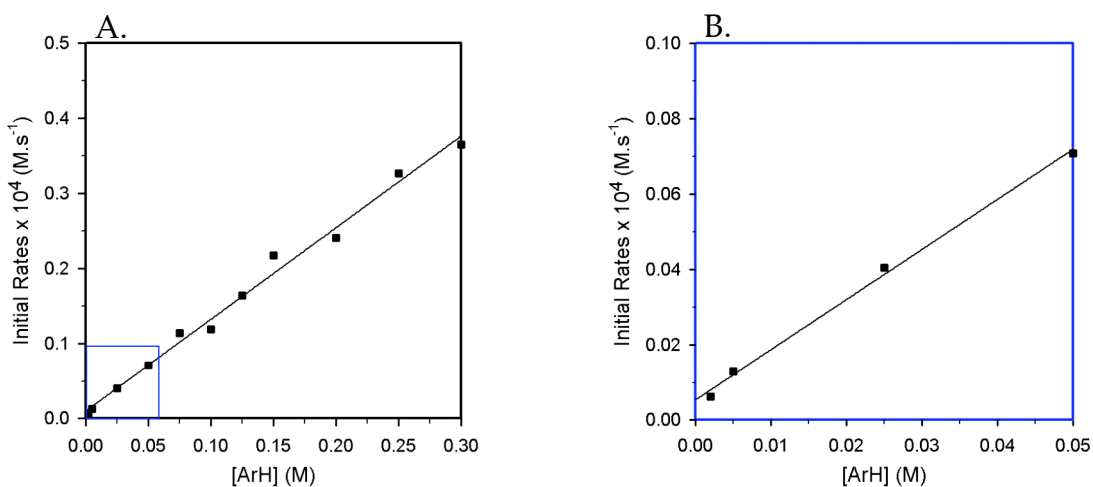 A.
0.5
0.4
0.3
0.2
0.1
0.0
Initial Rates x 10⁴ (M.s⁻¹)
0.00 0.05 0.10 0.15 0.20 0.25 0.30
[ArH] (M)
B.
0.10
0.08
0.06
0.04
0.02
0.00
Initial Rates x 10⁴ (M.s⁻¹)
0.00 0.01 0.02 0.03 0.04 0.05
[ArH] (M)